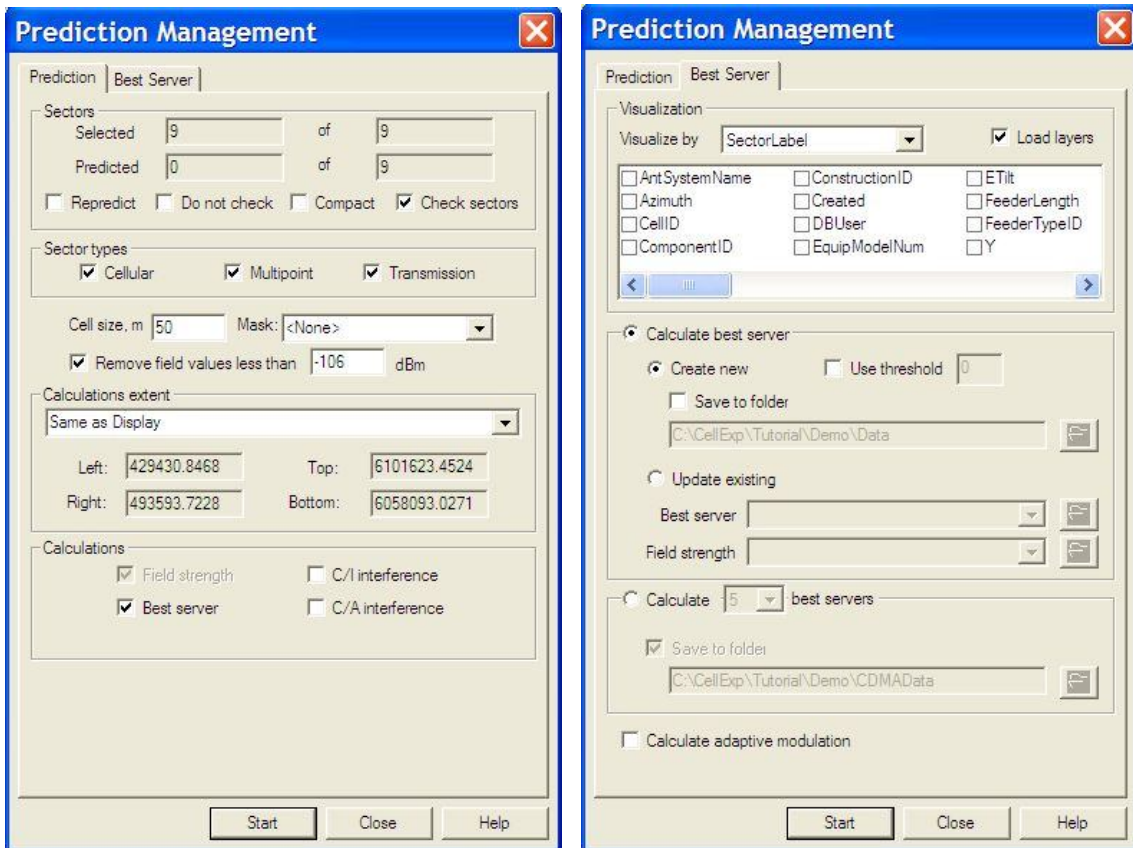 Prediction Management
Prediction Best Server
Sectors
Selected 9 of 9
Predicted 0 of 9
Repredict Do not check Compact Check sectors
Sector types
Cellular Multipoint Transmission
Cell size, m 50 Mask: <None>
Remove field values less than -106 dBm
Calculations extent
Same as Display
Left: 429430.8468 Top: 6101623.4524
Right: 493593.7228 Bottom: 6058093.0271
Calculations
Field strength C/I interference
Best server C/A interference
Start Close Help
Prediction Management
Prediction Best Server
Visualization
Visualize by SectorLabel Load layers
AntSystemName ConstructionID ETilt
Azimuth Created FeederLength
CellID DBUser FeederTypeID
ComponentID EquipModelNum Y
Calculate best server
Create new Use threshold 0
Save to folder
C:\CellExp\Tutorial\Demo\Data
Update existing
Best server
Field strength
Calculate 5 best servers
Save to folder
C:\CellExp\Tutorial\Demo\CDMAData
Calculate adaptive modulation
Start Close Help